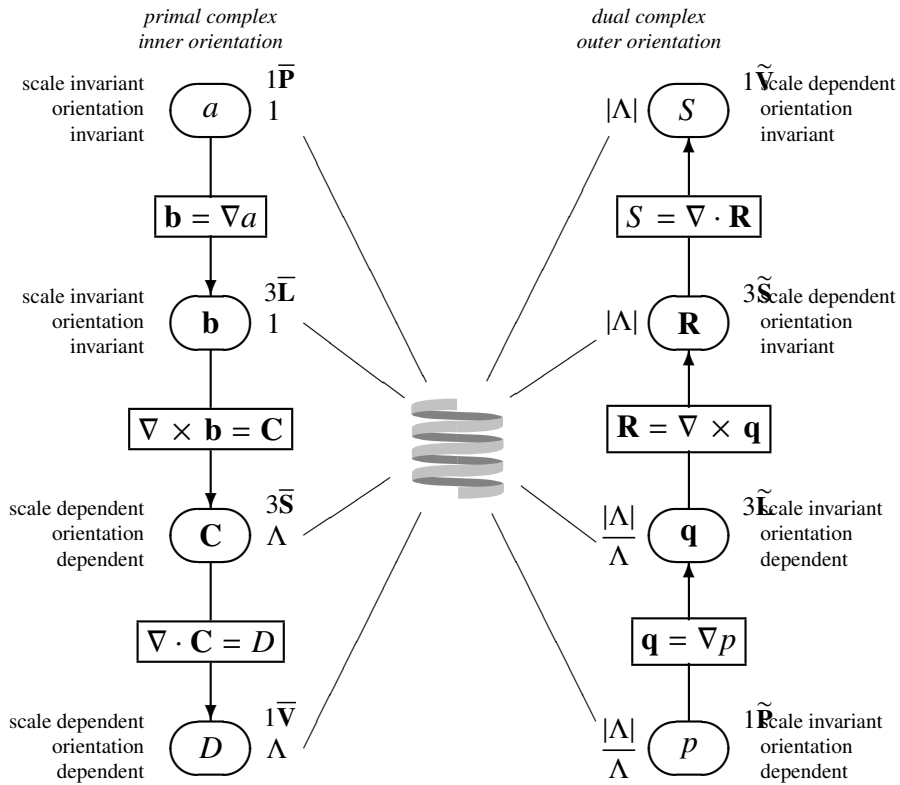 primal complex
inner orientation
scale invariant
orientation
invariant
a
1P̅
1
b = ∇a
scale invariant
orientation
invariant
b
3L̅
1
∇ × b = C
scale dependent
orientation
dependent
C
3S̅
Λ
∇ · C = D
scale dependent
orientation
dependent
D
1V̅
Λ
dual complex
outer orientation
|Λ|
S
1Ṽ
scale dependent
orientation
invariant
S = ∇ · R
|Λ|
R
3S̃
scale dependent
orientation
invariant
R = ∇ × q
|Λ|
Λ
q
3L̃
scale invariant
orientation
dependent
q = ∇p
|Λ|
Λ
p
1P̃
scale invariant
orientation
dependent